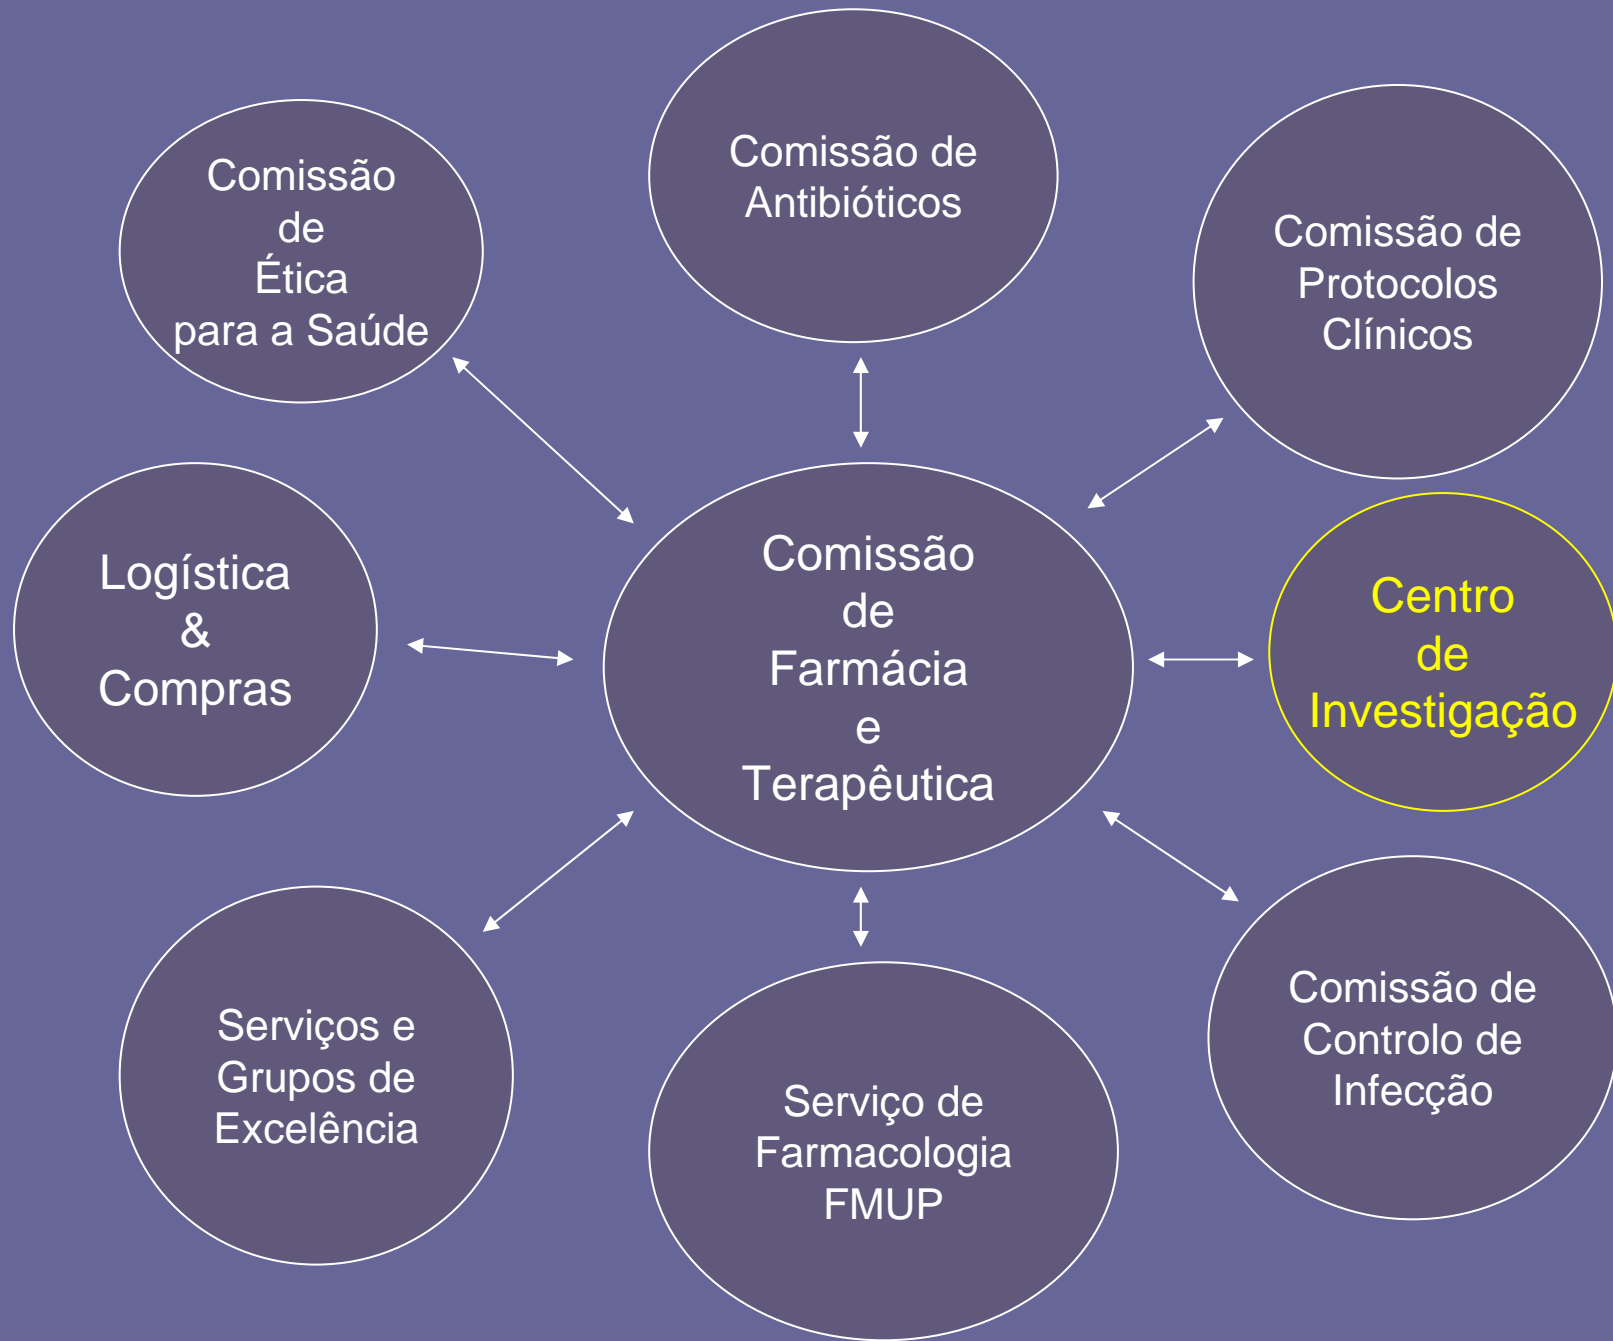 Comissão
de
Ética
para a Saúde
Comissão de
Antibióticos
Comissão de
Protocolos
Clínicos
Logística
&
Compras
Comissão
de
Farmácia
e
Terapêutica
Centro
de
Investigação
Serviços e
Grupos de
Excelência
Serviço de
Farmacologia
FMUP
Comissão de
Controlo de
Infecção